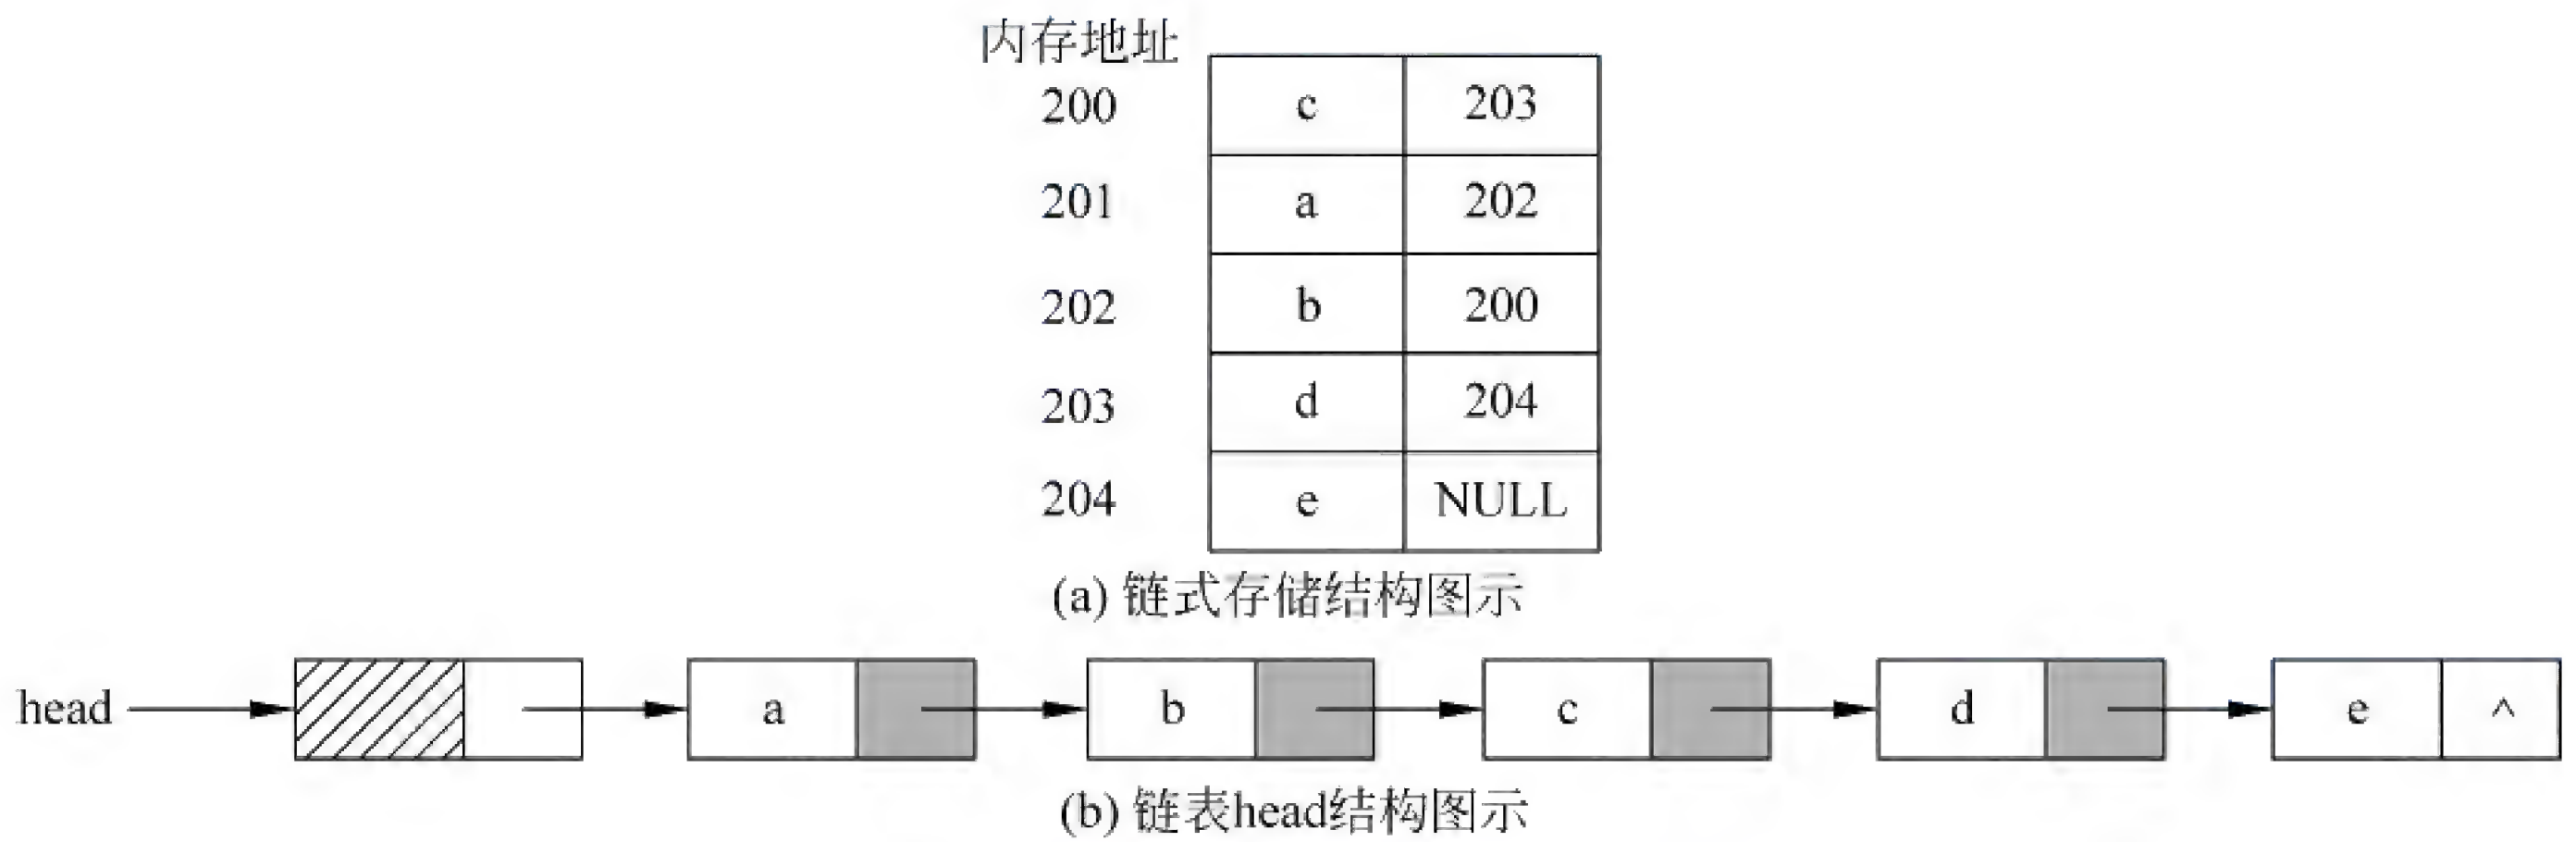 内存地址
200 c 203
201 a 202
202 b 200
203 d 204
204 e NULL
(a) 链式存储结构图示
head a b c d e ^
(b) 链表head结构图示